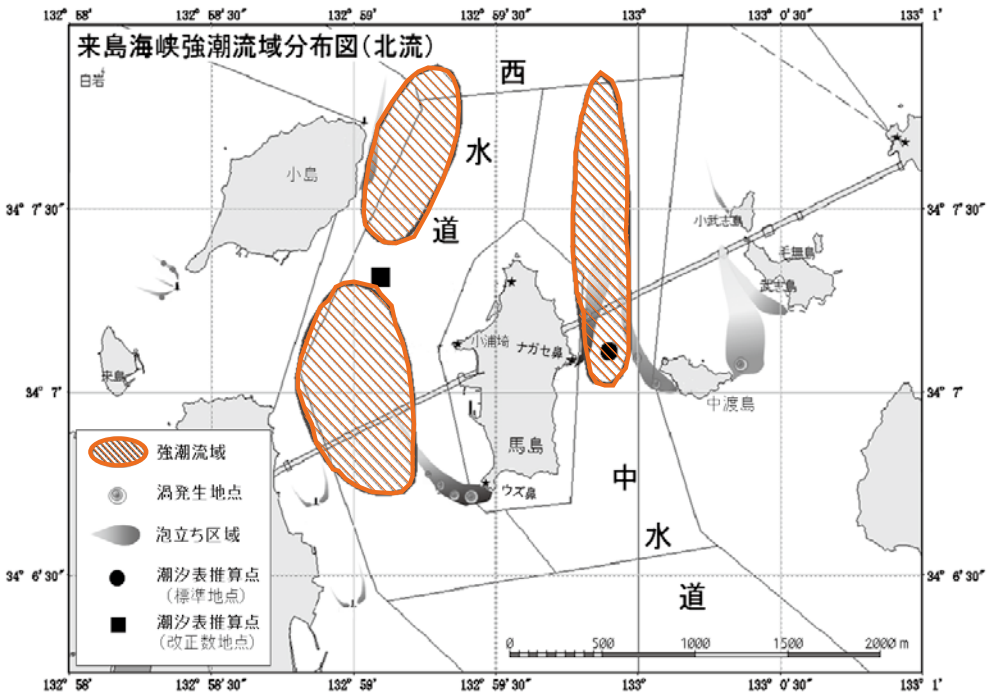 132° 58′
132° 58′30″
132° 59′
132° 59′30″
133°
133° 0′30″
133° 1′
来島海峡強潮流域分布図(北流)
白岩
西
水
道
小島
34° 7′30″
34° 7′30″
小武志島
毛無島
武志島
小浦埼
ナガセ鼻
来島
34° 7′
34° 7′
中渡島
馬島
ウズ鼻
中
水
道
強潮流域
渦発生地点
泡立ち区域
潮汐表推算点
(標準地点)
潮汐表推算点
(改正数地点)
34° 6′30″
34° 6′30″
0 500 1000 1500 2000 m
132° 58′
132° 58′30″
132° 59′
132° 59′30″
133°
133° 0′30″
133° 1′